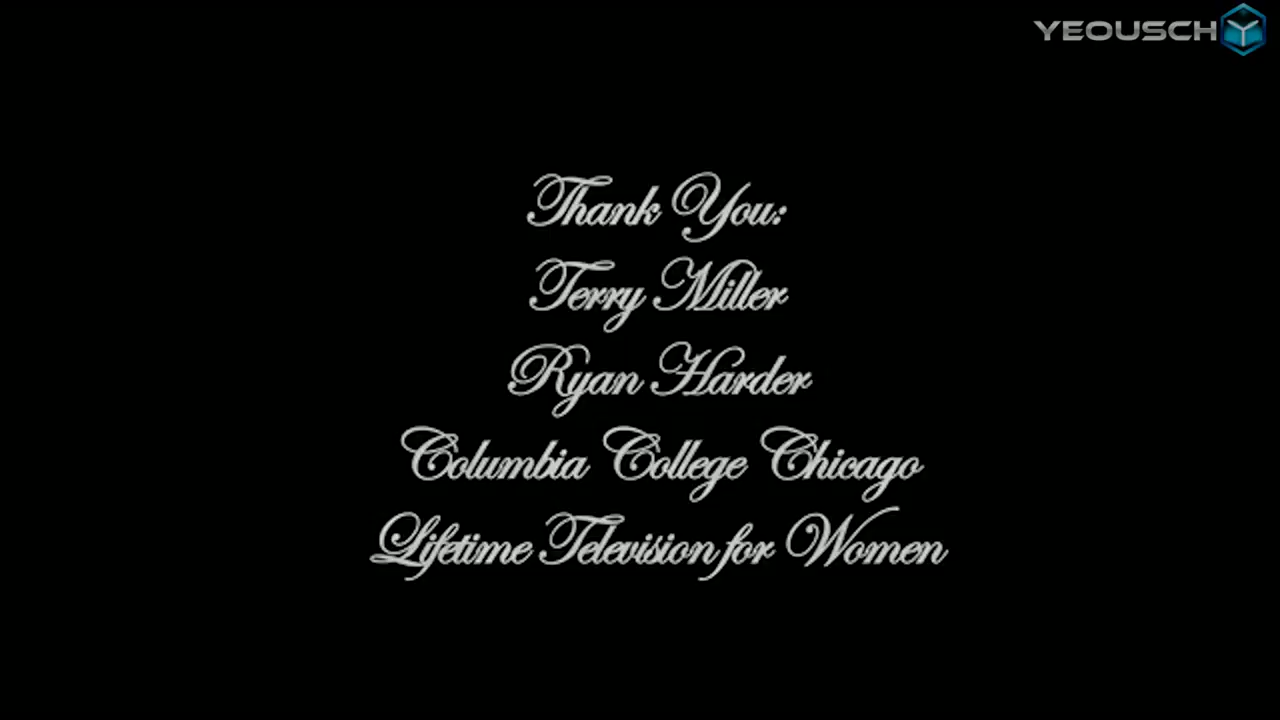 YEOUSCH
Thank You:
Terry Miller
Ryan Harder
Columbia College Chicago
Lifetime Television for Women